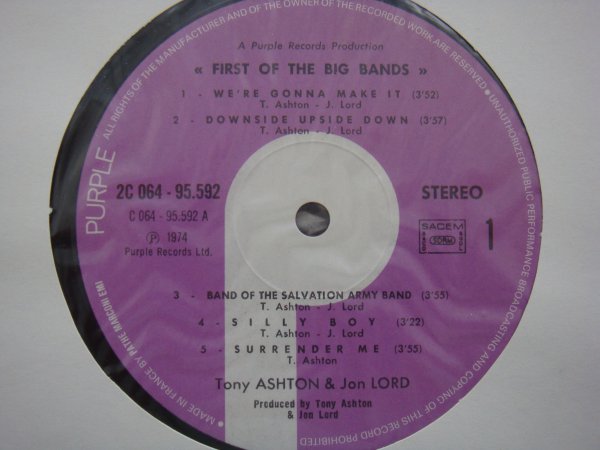 ALL RIGHTS OF THE MANUFACTURER AND OF THE OWNER OF THE RECORDED WORK ARE RESERVED • UNAUTHORIZED PUBLIC PERFORMANCE BROADCASTING AND COPYING OF THIS RECORD PROHIBITED
A Purple Records Production
« FIRST OF THE BIG BANDS »
1 - WE'RE GONNA MAKE IT (3'52)
T. Ashton - J. Lord
2 - DOWNSIDE UPSIDE DOWN (3'57)
T. Ashton - J. Lord
PURPLE
2C 064 - 95.592
C 064 - 95.592 A
Ⓟ 1974
Purple Records Ltd.
STEREO
SACEM
1
3 - BAND OF THE SALVATION ARMY BAND (3'55)
T. Ashton - J. Lord
4 - SILLY BOY (3'22)
T. Ashton - J. Lord
5 - SURRENDER ME (3'55)
T. Ashton
Tony ASHTON & Jon LORD
Produced by Tony Ashton
& Jon Lord
MADE IN FRANCE BY PATHE MARCONI EMI